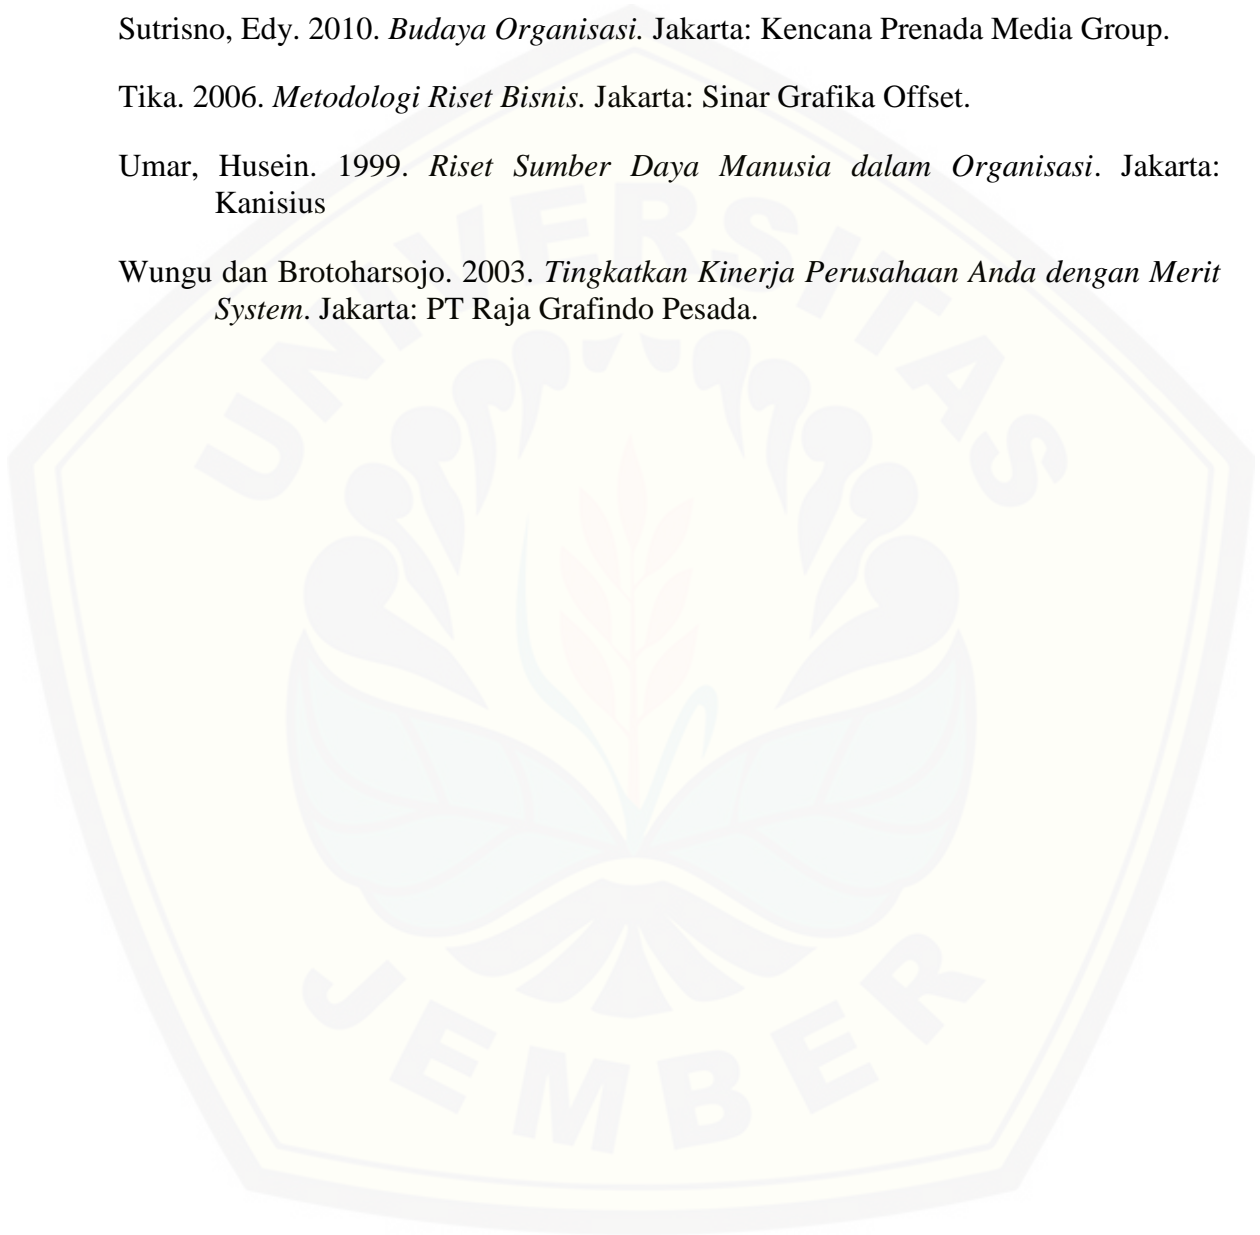 Sutrisno, Edy. 2010. Budaya Organisasi. Jakarta: Kencana Prenada Media Group.
Tika. 2006. Metodologi Riset Bisnis. Jakarta: Sinar Grafika Offset.
Umar, Husein. 1999. Riset Sumber Daya Manusia dalam Organisasi. Jakarta:
Kanisius
Wungu dan Brotoharsojo. 2003. Tingkatkan Kinerja Perusahaan Anda dengan Merit
System. Jakarta: PT Raja Grafindo Pesada.
UNIVERSITAS
JEMBER